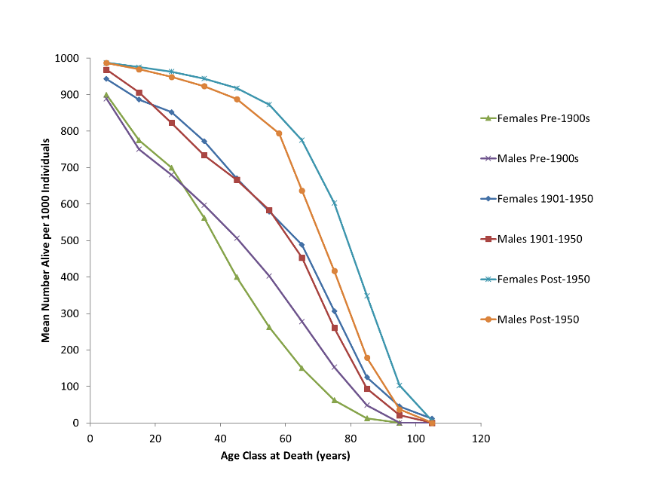 1000
900
800
700
600
500
400
300
200
100
0
0 20 40 60 80 100 120
Mean Number Alive per 1000 Individuals
Age Class at Death (years)
Females Pre-1900s
Males Pre-1900s
Females 1901-1950
Males 1901-1950
Females Post-1950
Males Post-1950